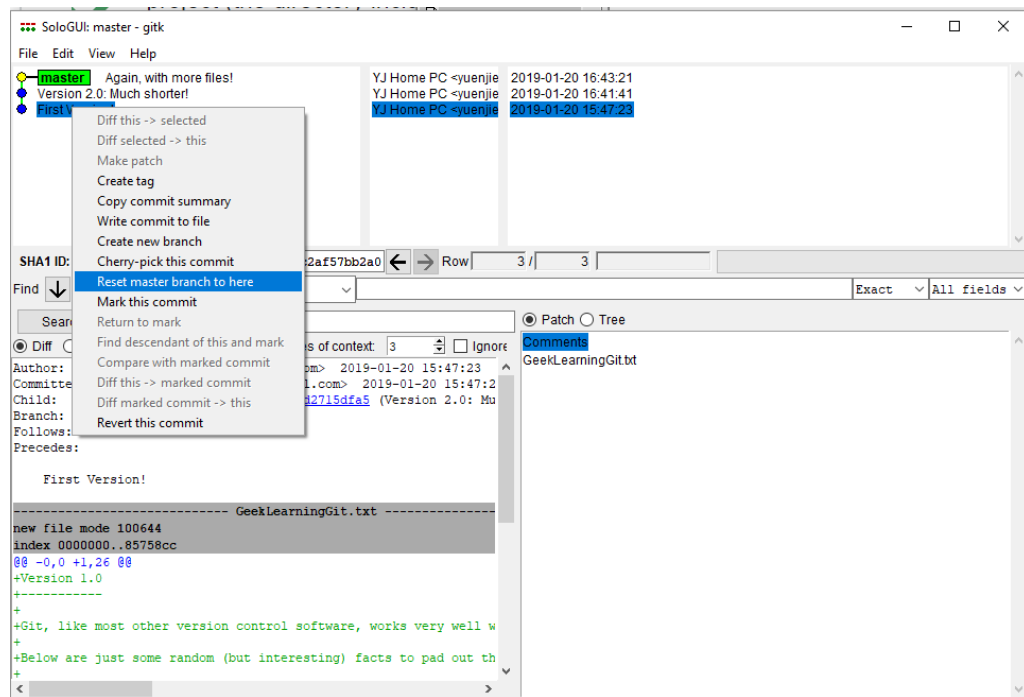 SoloGUI: master - gitk
File Edit View Help
master Again, with more files! YJ Home PC <yuenjie 2019-01-20 16:43:21
Version 2.0: Much shorter! YJ Home PC <yuenjie 2019-01-20 16:41:41
First YJ Home PC <yuenjie 2019-01-20 15:47:23
Diff this -> selected
Diff selected -> this
Make patch
Create tag
Copy commit summary
Write commit to file
Create new branch
SHA1 ID: Cherry-pick this commit 2af57bb2a0 Row 3 / 3
Find Reset master branch to here Exact All fields
Mark this commit
Return to mark Patch Tree
Diff Find descendant of this and mark s of context: 3 Ignore Comments
Compare with marked commit GeekLearningGit.txt
Author: om> 2019-01-20 15:47:23
Committe Diff this -> marked commit l.com> 2019-01-20 15:47:2
Child: Diff marked commit -> this d2715dfa5 (Version 2.0: Mu
Branch: Revert this commit
Follows:
Precedes:
First Version!
---------------------------- GeekLearningGit.txt ---------------
new file mode 100644
index 0000000..85758cc
@@ -0,0 +1,26 @@
+Version 1.0
+-----------
+
+Git, like most other version control software, works very well w
+
+Below are just some random (but interesting) facts to pad out th
+